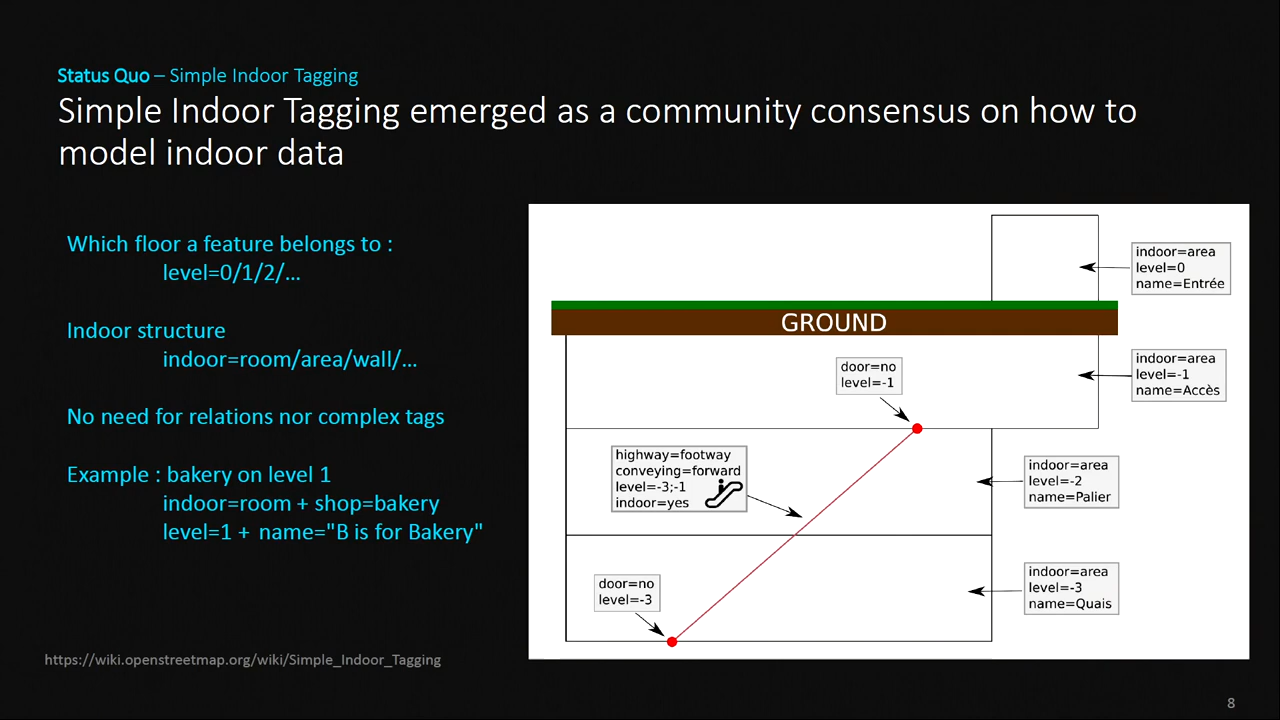 Status Quo – Simple Indoor Tagging
Simple Indoor Tagging emerged as a community consensus on how to
model indoor data
Which floor a feature belongs to :
level=0/1/2/…
Indoor structure
indoor=room/area/wall/…
No need for relations nor complex tags
Example : bakery on level 1
indoor=room + shop=bakery
level=1 + name="B is for Bakery"
indoor=area
level=0
name=Entrée
GROUND
door=no
level=-1
indoor=area
level=-1
name=Accès
highway=footway
conveying=forward
level=-3;-1
indoor=yes
indoor=area
level=-2
name=Palier
door=no
level=-3
indoor=area
level=-3
name=Quais
https://wiki.openstreetmap.org/wiki/Simple_Indoor_Tagging
8